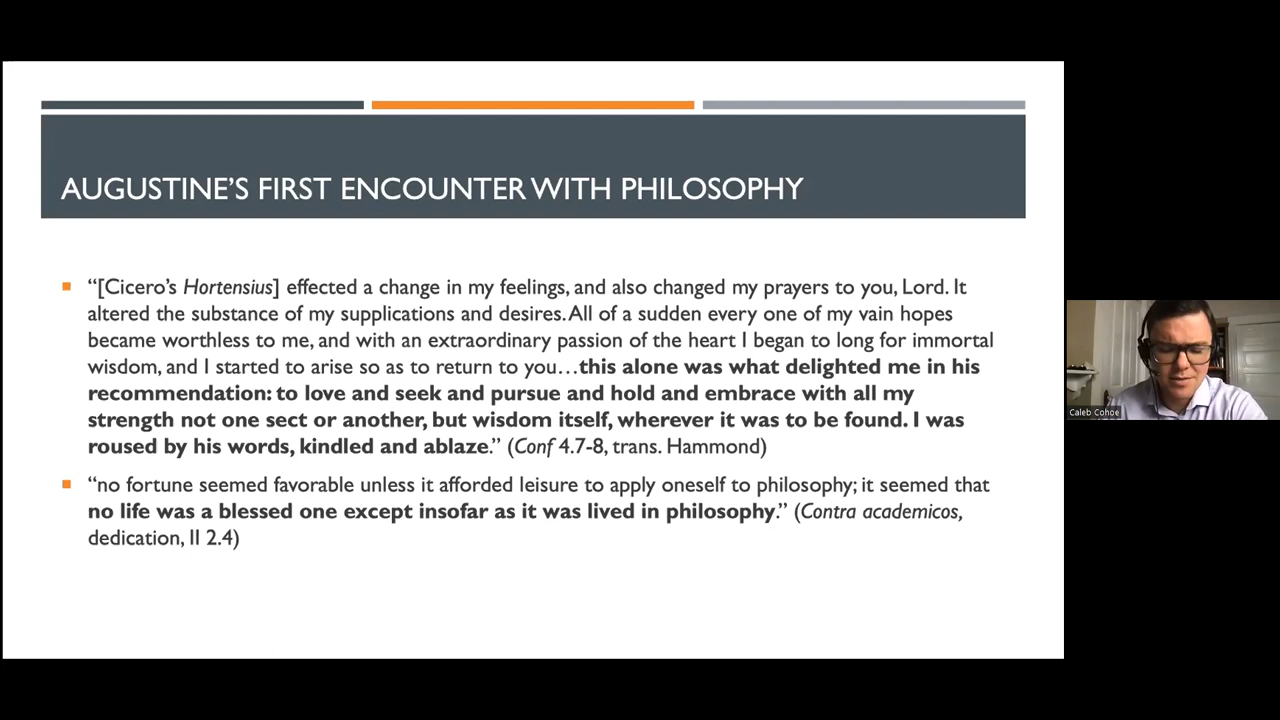 AUGUSTINE'S FIRST ENCOUNTER WITH PHILOSOPHY
“[Cicero’s Hortensius] effected a change in my feelings, and also changed my prayers to you, Lord. It
altered the substance of my supplications and desires. All of a sudden every one of my vain hopes
became worthless to me, and with an extraordinary passion of the heart I began to long for immortal
wisdom, and I started to arise so as to return to you…this alone was what delighted me in his
recommendation: to love and seek and pursue and hold and embrace with all my
strength not one sect or another, but wisdom itself, wherever it was to be found. I was
roused by his words, kindled and ablaze.” (Conf 4.7-8, trans. Hammond)
“no fortune seemed favorable unless it afforded leisure to apply oneself to philosophy; it seemed that
no life was a blessed one except insofar as it was lived in philosophy.” (Contra academicos,
dedication, II 2.4)
Caleb Cohoe